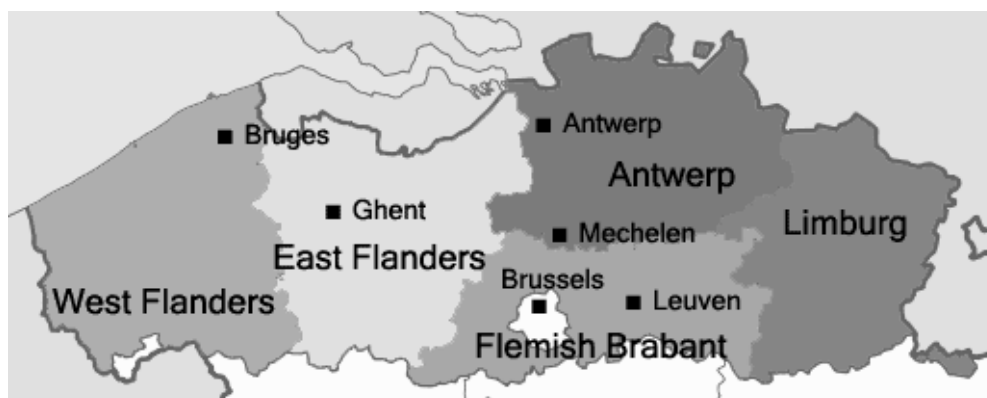 Bruges
Antwerp
Antwerp
Ghent
Limburg
Mechelen
East Flanders
Brussels
West Flanders
Leuven
Flemish Brabant